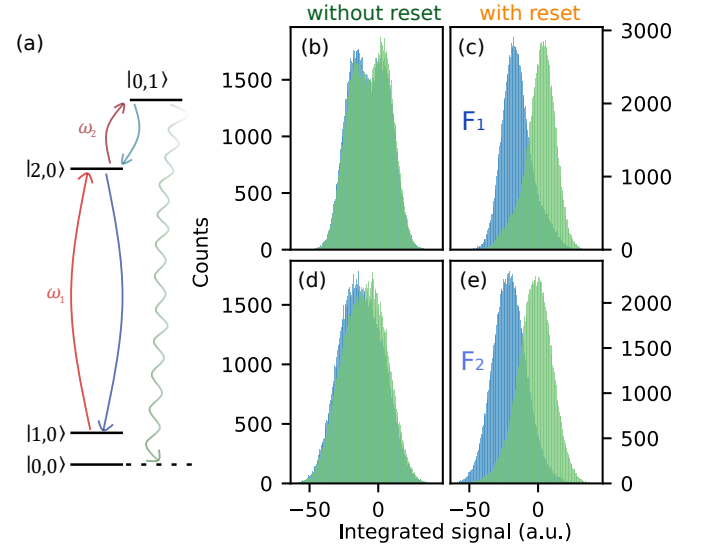 without reset
with reset
(a)
(b)
(c)
F₁
|0,1⟩
ω₂
|2,0⟩
ω₁
|1,0⟩
|0,0⟩
Counts
1500
1000
500
0
3000
2000
1000
0
(d)
(e)
F₂
1500
1000
500
0
2000
1500
1000
500
0
−50 0
−50 0
Integrated signal (a.u.)